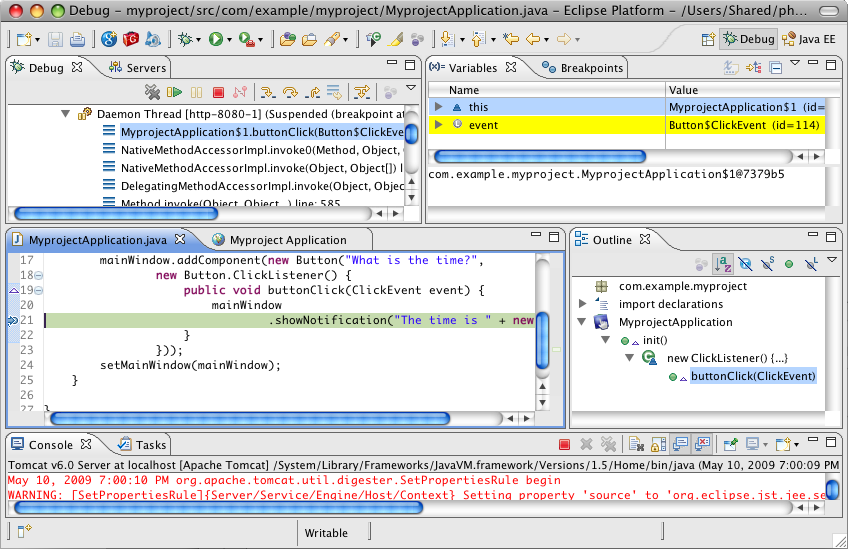 Debug - myproject/src/com/example/myproject/MyprojectApplication.java - Eclipse Platform - /Users/Shared/ph
Debug
Java EE
Debug
Servers
Daemon Thread [http-8080-1] (Suspended (breakpoint at
MyprojectApplication$1.buttonClick(Button$ClickEve
NativeMethodAccessorImpl.invoke0(Method, Object, O
NativeMethodAccessorImpl.invoke(Object, Object[]) l
DelegatingMethodAccessorImpl.invoke(Object, Object
Method.invoke(Object, Object...) line: 585
Variables
Breakpoints
Name
Value
this
MyprojectApplication$1 (id=
event
Button$ClickEvent (id=114)
com.example.myproject.MyprojectApplication$1@7379b5
MyprojectApplication.java
Myproject Application
17 mainWindow.addComponent(new Button("What is the time?",
18 new Button.ClickListener() {
19 public void buttonClick(ClickEvent event) {
20 mainWindow
21 .showNotification("The time is " + new
22 }
23 }));
24 setMainWindow(mainWindow);
25 }
26
27 }
Outline
com.example.myproject
import declarations
MyprojectApplication
init()
new ClickListener() {...}
buttonClick(ClickEvent)
Console
Tasks
Tomcat v6.0 Server at localhost [Apache Tomcat] /System/Library/Frameworks/JavaVM.framework/Versions/1.5/Home/bin/java (May 10, 2009 7:00:09 PM
May 10, 2009 7:00:10 PM org.apache.tomcat.util.digester.SetPropertiesRule begin
WARNING: [SetPropertiesRule]{Server/Service/Engine/Host/Context} Setting property 'source' to 'org.eclipse.jst.jee.se
Writable